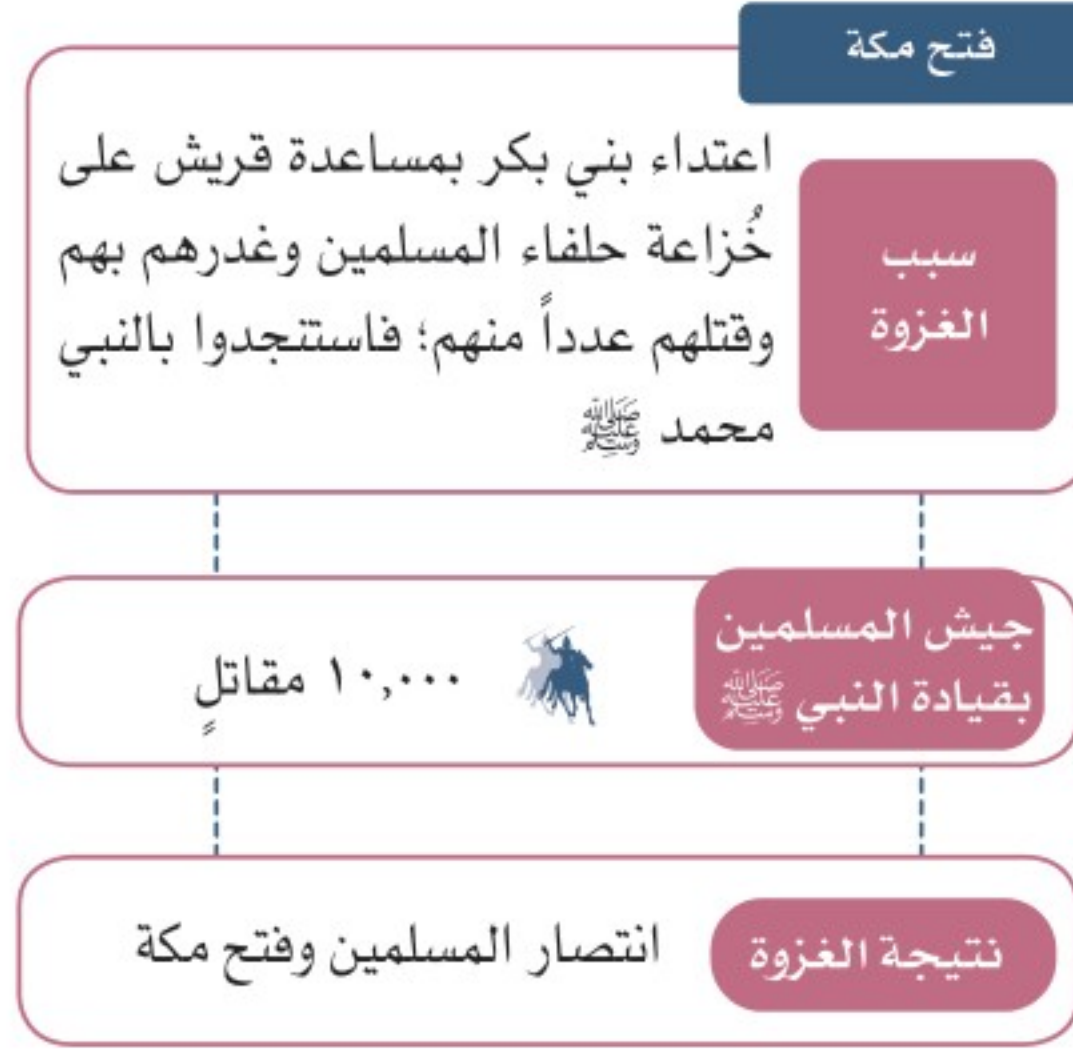 فتح مكة
سبب
الغزوة
اعتداء بني بكر بمساعدة قريش على
خُزاعة حلفاء المسلمين وغدرهم بهم
وقتلهم عدداً منهم؛ فاستنجدوا بالنبي
محمد ﷺ
جيش المسلمين
بقيادة النبي ﷺ
١٠,٠٠٠ مقاتلٍ
نتيجة الغزوة
انتصار المسلمين وفتح مكة